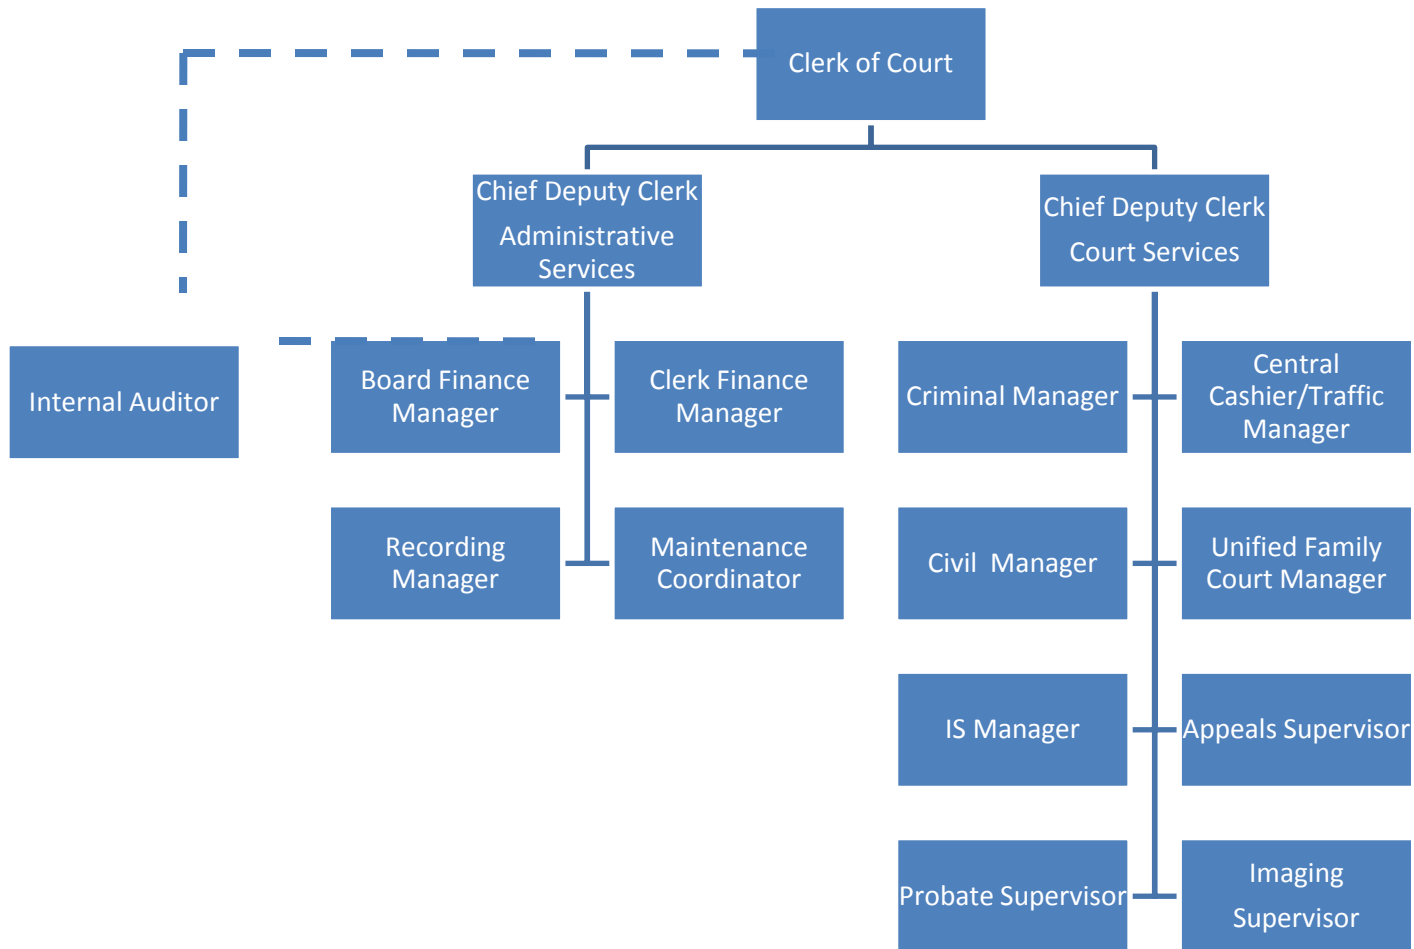 Clerk of Court
Chief Deputy Clerk
Administrative
Services
Chief Deputy Clerk
Court Services
Internal Auditor
Board Finance
Manager
Clerk Finance
Manager
Criminal Manager
Central
Cashier/Traffic
Manager
Recording
Manager
Maintenance
Coordinator
Civil  Manager
Unified Family
Court Manager
IS Manager
Appeals Supervisor
Probate Supervisor
Imaging
Supervisor